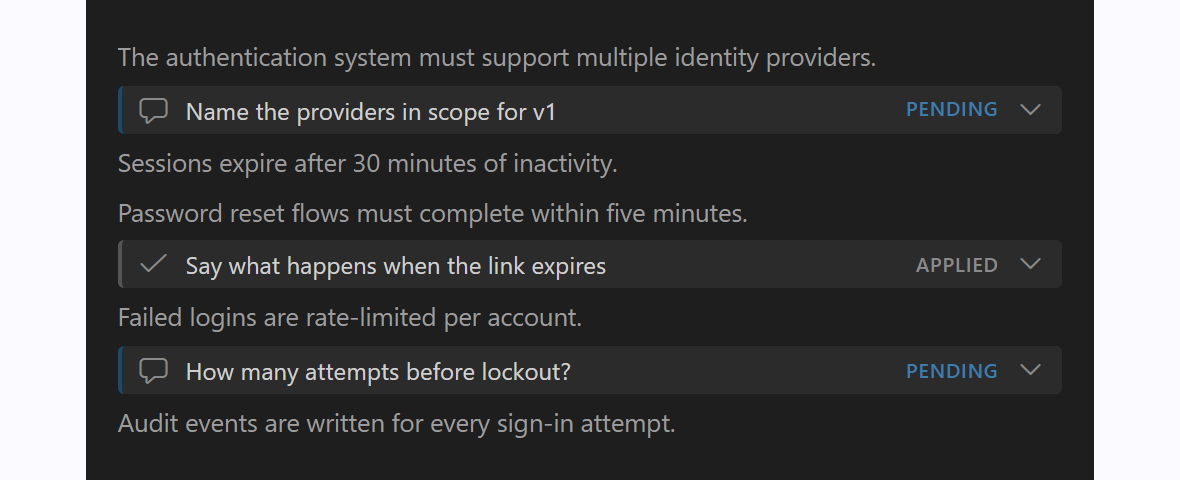 The authentication system must support multiple identity providers.
Name the providers in scope for v1 PENDING
Sessions expire after 30 minutes of inactivity.
Password reset flows must complete within five minutes.
Say what happens when the link expires APPLIED
Failed logins are rate-limited per account.
How many attempts before lockout? PENDING
Audit events are written for every sign-in attempt.